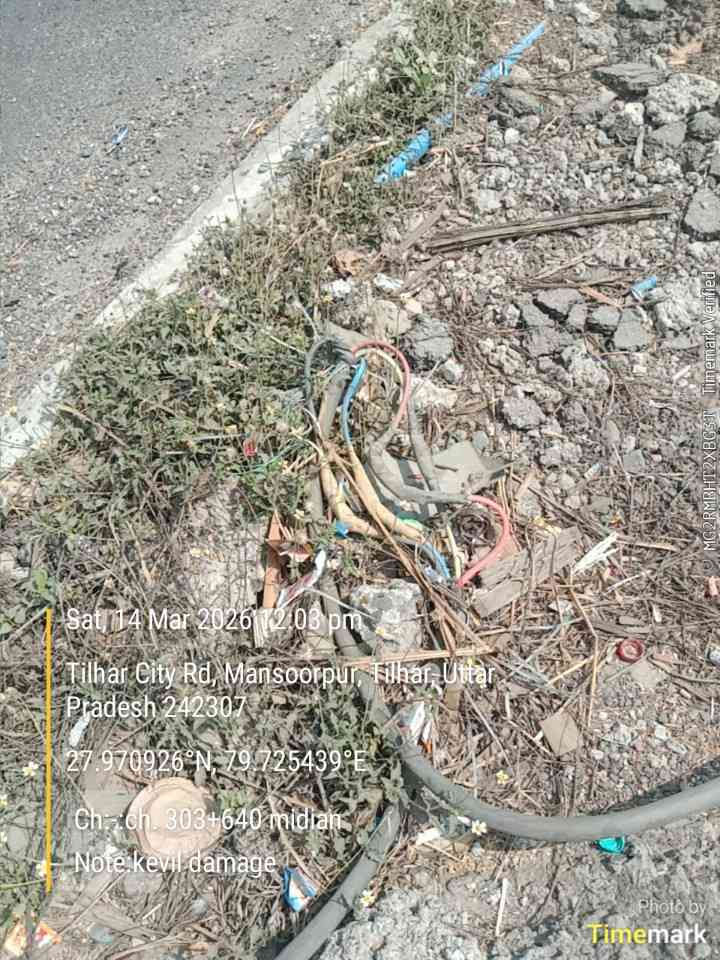 Sat, 14 Mar 2026 12:03 pm
Tilhar City Rd, Mansoorpur, Tilhar, Uttar
Pradesh 242307
27.970926°N, 79.725439°E
Ch:-:ch. 303+640 midian
Note:kevil damage
Photo by
Timemark
Timemark Verified